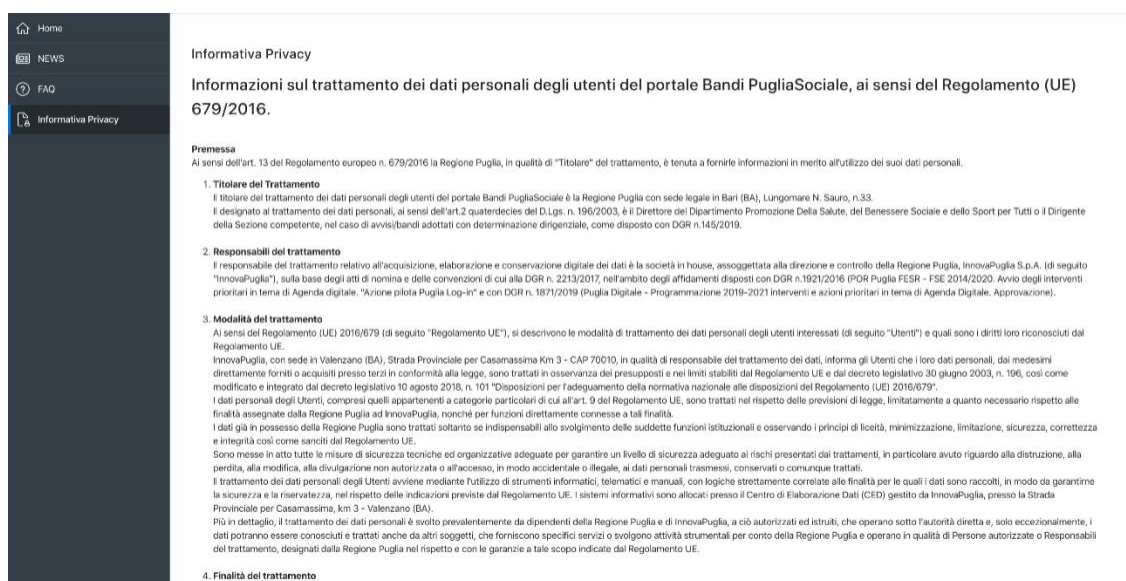 Home
NEWS
FAQ
Informativa Privacy
Informativa Privacy
Informazioni sul trattamento dei dati personali degli utenti del portale Bandi PugliaSociale, ai sensi del Regolamento (UE)
679/2016.
Premessa
Ai sensi dell'art. 13 del Regolamento europeo n. 679/2016 la Regione Puglia, in qualità di "Titolare" del trattamento, è tenuta a fornirle informazioni in merito all'utilizzo dei suoi dati personali.
1. Titolare del Trattamento
Il titolare del trattamento dei dati personali degli utenti del portale Bandi PugliaSociale è la Regione Puglia con sede legale in Bari (BA), Lungomare N. Sauro, n.33.
Il designato al trattamento dei dati personali, ai sensi dell'art.2 quaterdecies del D.Lgs. n. 196/2003, è il Direttore del Dipartimento Promozione Della Salute, del Benessere Sociale e dello Sport per Tutti o il Dirigente
della Sezione competente, nel caso di avvisi/bandi adottati con determinazione dirigenziale, come disposto con DGR n.145/2019.
2. Responsabili del trattamento
Il responsabile del trattamento relativo all'acquisizione, elaborazione e conservazione digitale dei dati è la società in house, assoggettata alla direzione e controllo della Regione Puglia, InnovaPuglia S.p.A. (di seguito
"InnovaPuglia"), sulla base degli atti di nomina e delle convenzioni di cui alla DGR n. 2213/2017, nell'ambito degli affidamenti disposti con DGR n.1921/2016 (POR Puglia FESR - FSE 2014/2020. Avvio degli interventi
prioritari in tema di Agenda digitale. "Azione pilota Puglia Log-in" e con DGR n. 1871/2019 (Puglia Digitale - Programmazione 2019-2021 interventi e azioni prioritari in tema di Agenda Digitale. Approvazione).
3. Modalità del trattamento
Ai sensi del Regolamento (UE) 2016/679 (di seguito "Regolamento UE"), si descrivono le modalità di trattamento dei dati personali degli utenti interessati (di seguito "Utenti") e quali sono i diritti loro riconosciuti dal
Regolamento UE.
InnovaPuglia, con sede in Valenzano (BA), Strada Provinciale per Casamassima Km 3 - CAP 70010, in qualità di responsabile del trattamento dei dati, informa gli Utenti che i loro dati personali, dai medesimi
direttamente forniti o acquisiti presso terzi in conformità alla legge, sono trattati in osservanza dei presupposti e nei limiti stabiliti dal Regolamento UE e dal decreto legislativo 30 giugno 2003, n. 196, così come
modificato e integrato dal decreto legislativo 10 agosto 2018, n. 101 "Disposizioni per l'adeguamento della normativa nazionale alle disposizioni del Regolamento (UE) 2016/679".
I dati personali degli Utenti, compresi quelli appartenenti a categorie particolari di cui all'art. 9 del Regolamento UE, sono trattati nel rispetto delle previsioni di legge, limitatamente a quanto necessario rispetto alle
finalità assegnate dalla Regione Puglia ad InnovaPuglia, nonché per funzioni direttamente connesse a tali finalità.
I dati già in possesso della Regione Puglia sono trattati soltanto se indispensabili allo svolgimento delle suddette funzioni istituzionali e osservando i principi di liceità, minimizzazione, limitazione, sicurezza, correttezza
e integrità così come sanciti dal Regolamento UE.
Sono messe in atto tutte le misure di sicurezza tecniche ed organizzative adeguate per garantire un livello di sicurezza adeguato ai rischi presentati dai trattamenti, in particolare avuto riguardo alla distruzione, alla
perdita, alla modifica, alla divulgazione non autorizzata o all'accesso, in modo accidentale o illegale, ai dati personali trasmessi, conservati o comunque trattati.
Il trattamento dei dati personali degli Utenti avviene mediante l'utilizzo di strumenti informatici, telematici e manuali, con logiche strettamente correlate alle finalità per le quali i dati sono raccolti, in modo da garantirne
la sicurezza e la riservatezza, nel rispetto delle indicazioni previste dal Regolamento UE. I sistemi informativi sono allocati presso il Centro di Elaborazione Dati (CED) gestito da InnovaPuglia, presso la Strada
Provinciale per Casamassima, km 3 - Valenzano (BA).
Più in dettaglio, il trattamento dei dati personali è svolto prevalentemente da dipendenti della Regione Puglia e di InnovaPuglia, a ciò autorizzati ed istruiti, che operano sotto l'autorità diretta e, solo eccezionalmente, i
dati potranno essere conosciuti e trattati anche da altri soggetti, che forniscono specifici servizi o svolgono attività strumentali per conto della Regione Puglia e operano in qualità di Persone autorizzate o Responsabili
del trattamento, designati dalla Regione Puglia nel rispetto e con le garanzie a tale scopo indicate dal Regolamento UE.
4. Finalità del trattamento